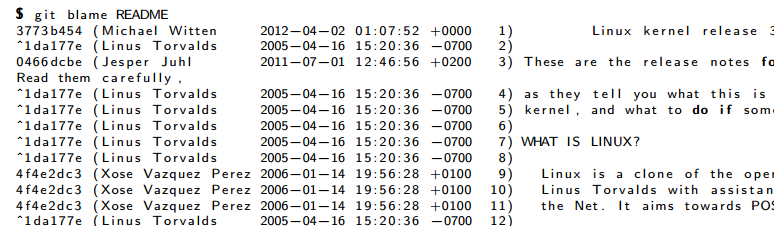 $ git blame README
3773b454 (Michael Witten 2012-04-02 01:07:52 +0000 1) Linux kernel release 3
^1da177e (Linus Torvalds 2005-04-16 15:20:36 -0700 2)
0466dcbe (Jesper Juhl 2011-07-01 12:46:56 +0200 3) These are the release notes fo
Read them carefully,
^1da177e (Linus Torvalds 2005-04-16 15:20:36 -0700 4) as they tell you what this is
^1da177e (Linus Torvalds 2005-04-16 15:20:36 -0700 5) kernel, and what to do if som
^1da177e (Linus Torvalds 2005-04-16 15:20:36 -0700 6)
^1da177e (Linus Torvalds 2005-04-16 15:20:36 -0700 7) WHAT IS LINUX?
^1da177e (Linus Torvalds 2005-04-16 15:20:36 -0700 8)
4f4e2dc3 (Xose Vazquez Perez 2006-01-14 19:56:28 +0100 9) Linux is a clone of the oper
4f4e2dc3 (Xose Vazquez Perez 2006-01-14 19:56:28 +0100 10) Linus Torvalds with assistan
4f4e2dc3 (Xose Vazquez Perez 2006-01-14 19:56:28 +0100 11) the Net. It aims towards POS
^1da177e (Linus Torvalds 2005-04-16 15:20:36 -0700 12)